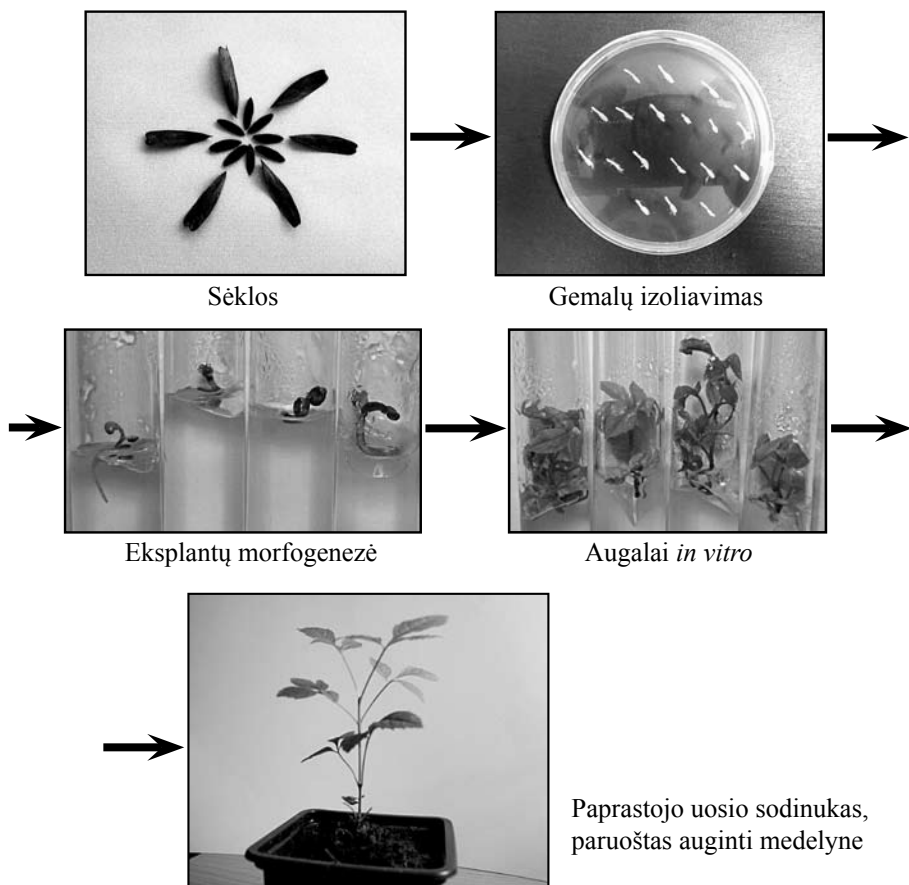 Sėklos
Gemalų izoliavimas
Eksplantų morfogenezė
Augalai in vitro
Paprastojo uosio sodinukas,
paruoštas auginti medelyne